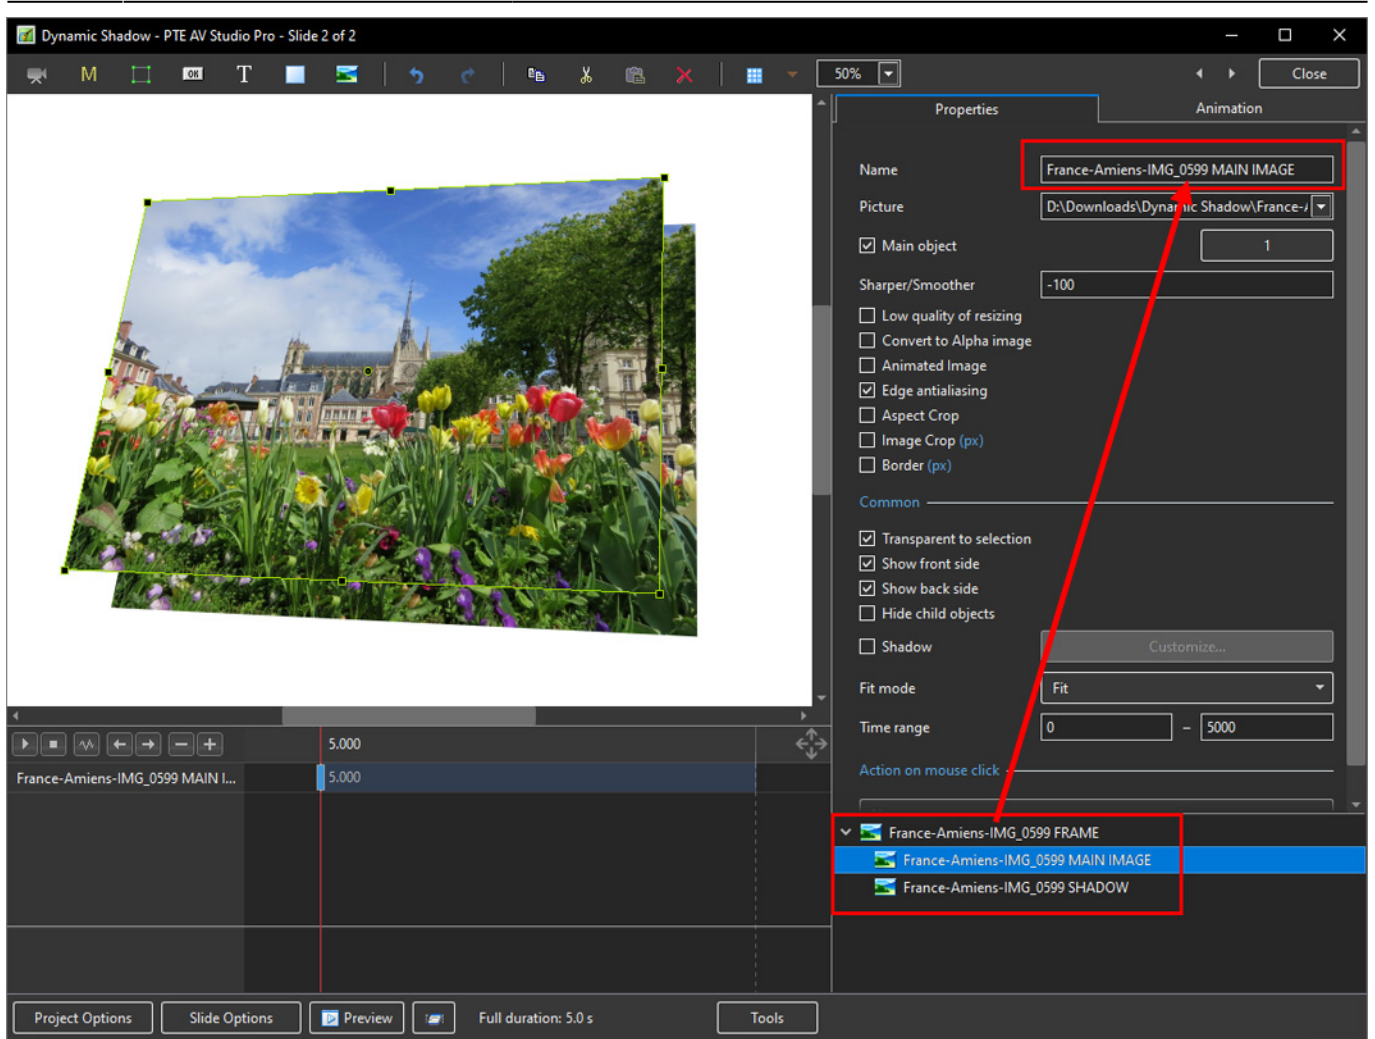 Dynamic Shadow - PTE AV Studio Pro - Slide 2 of 2
M OK T 50% Close
Properties Animation
Name France-Amiens-IMG_0599 MAIN IMAGE
Picture D:\Downloads\Dynamic Shadow\France-A
Main object 1
Sharper/Smoother -100
Low quality of resizing
Convert to Alpha image
Animated Image
Edge antialiasing
Aspect Crop
Image Crop (px)
Border (px)
Common
Transparent to selection
Show front side
Show back side
Hide child objects
Shadow Customize...
Fit mode Fit
Time range 0 – 5000
Action on mouse click
5.000
France-Amiens-IMG_0599 MAIN I... 5.000
France-Amiens-IMG_0599 FRAME
France-Amiens-IMG_0599 MAIN IMAGE
France-Amiens-IMG_0599 SHADOW
Project Options Slide Options Preview Full duration: 5.0 s Tools